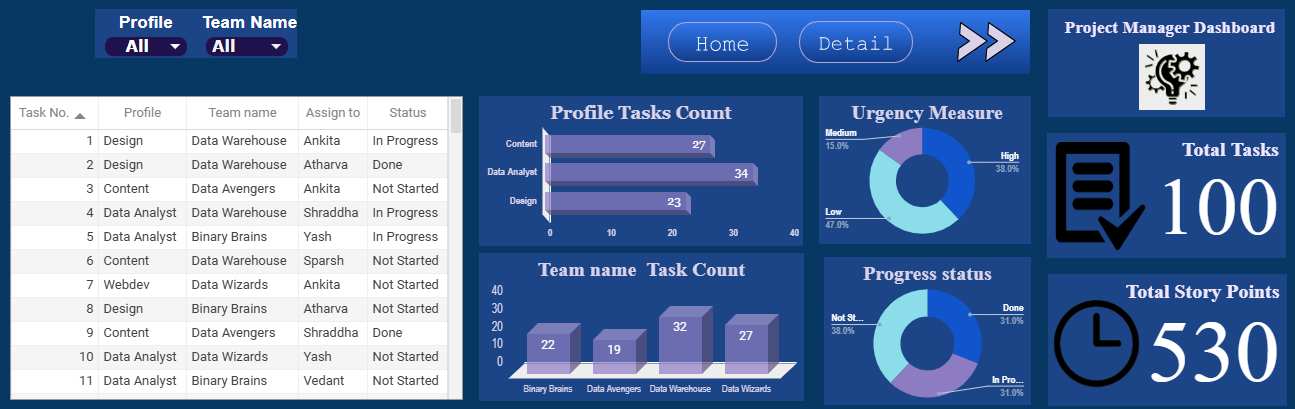 Profile Team Name
All All
Home Detail
Project Manager Dashboard
Task No. Profile Team name Assign to Status
1 Design Data Warehouse Ankita In Progress
2 Design Data Warehouse Atharva Done
3 Content Data Avengers Ankita Not Started
4 Data Analyst Data Warehouse Shraddha In Progress
5 Data Analyst Binary Brains Yash In Progress
6 Content Data Warehouse Sparsh Not Started
7 Webdev Data Wizards Ankita Not Started
8 Design Binary Brains Atharva Not Started
9 Content Data Avengers Shraddha Done
10 Data Analyst Data Wizards Yash Not Started
11 Data Analyst Binary Brains Vedant Not Started
Profile Tasks Count
Content 27
Data Analyst 34
Design 23
0 10 20 30 40
Urgency Measure
Medium
15.0%
High
38.0%
Low
47.0%
Total Tasks
100
Team name Task Count
40
30
20
10
0
22 19 32 27
Binary Brains Data Avengers Data Warehouse Data Wizards
Progress status
Done
31.0%
Not St...
38.0%
In Pro...
31.0%
Total Story Points
530